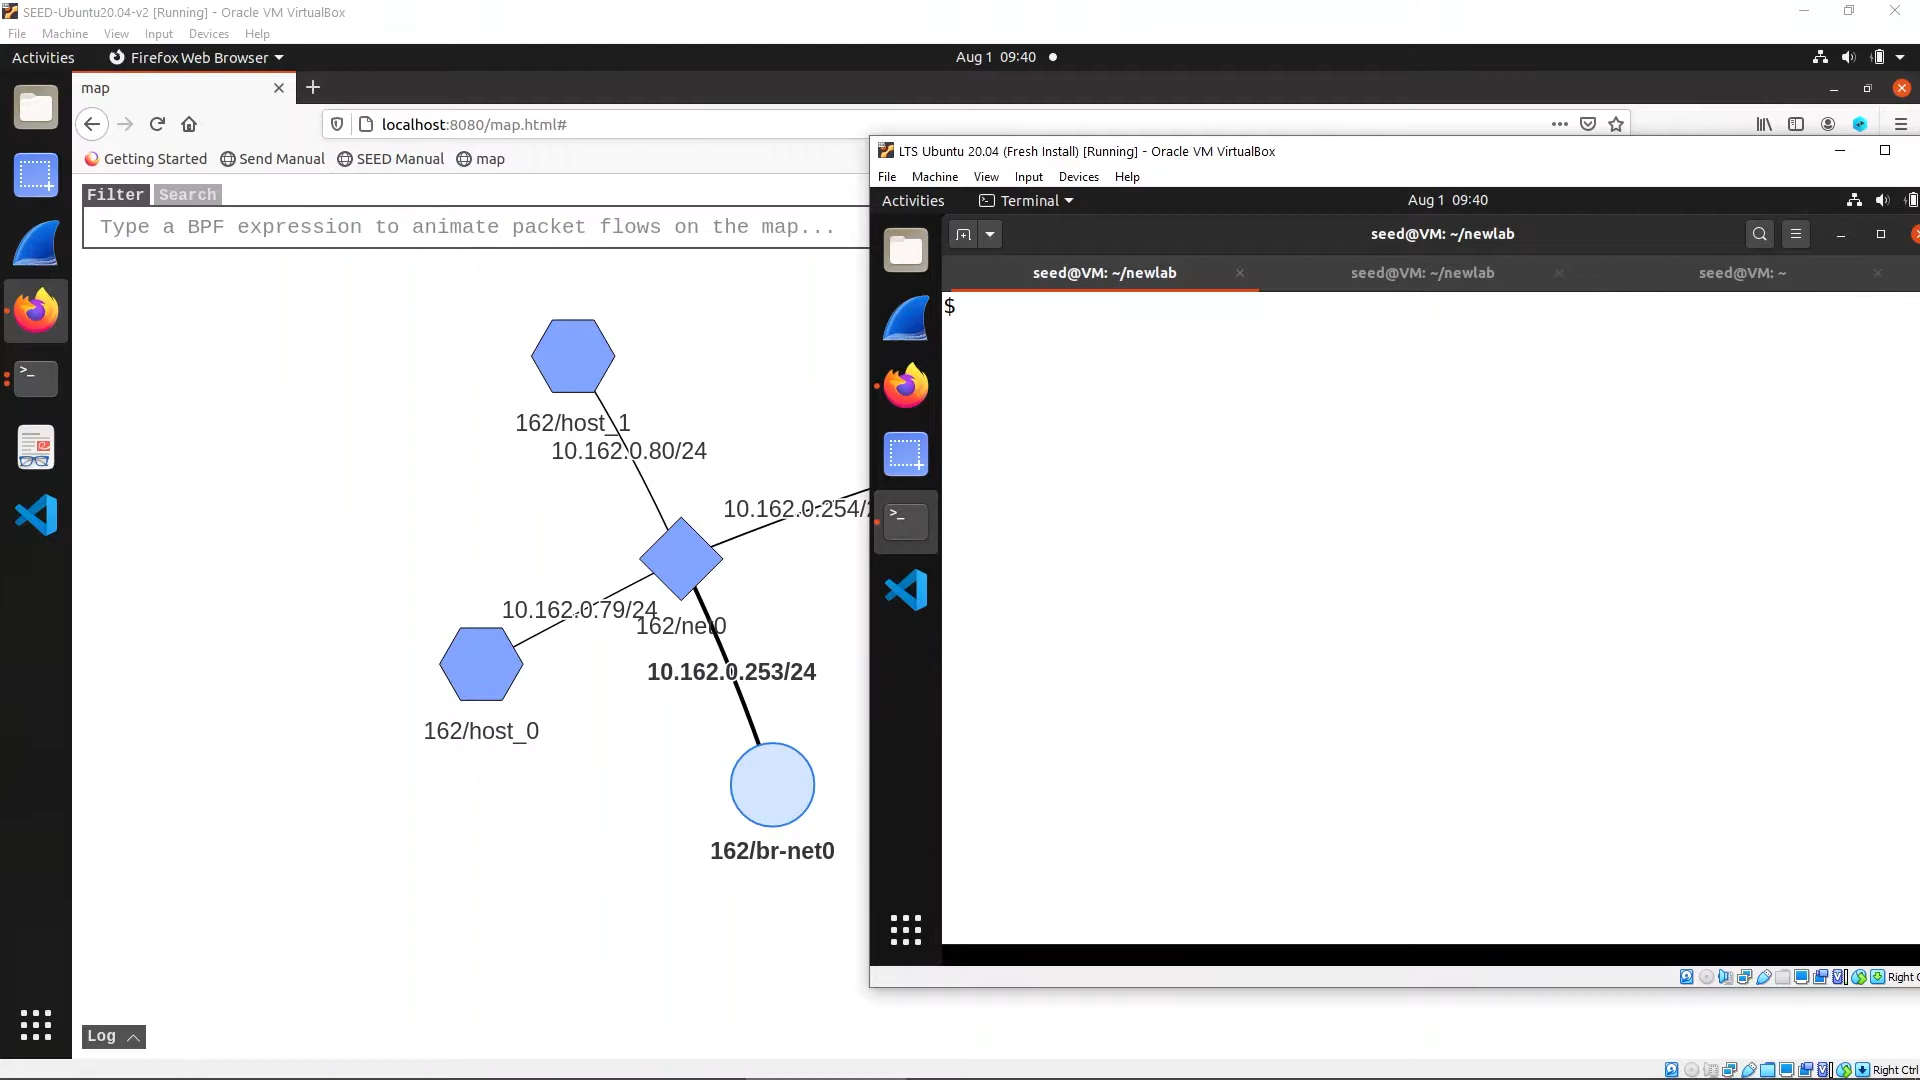 SEED-Ubuntu20.04-v2 [Running] - Oracle VM VirtualBox
File Machine View Input Devices Help
Activities Firefox Web Browser Aug 1 09:40
map
localhost:8080/map.html#
Getting Started Send Manual SEED Manual map
Filter Search
Type a BPF expression to animate packet flows on the map...
162/host_1
10.162.0.80/24
10.162.0.254/
10.162.0.79/24
162/net0
10.162.0.253/24
162/host_0
162/br-net0
Log
LTS Ubuntu 20.04 (Fresh Install) [Running] - Oracle VM VirtualBox
File Machine View Input Devices Help
Activities Terminal Aug 1 09:40
seed@VM: ~/newlab
seed@VM: ~/newlab seed@VM: ~/newlab seed@VM: ~
$
Right C
Right Ctrl